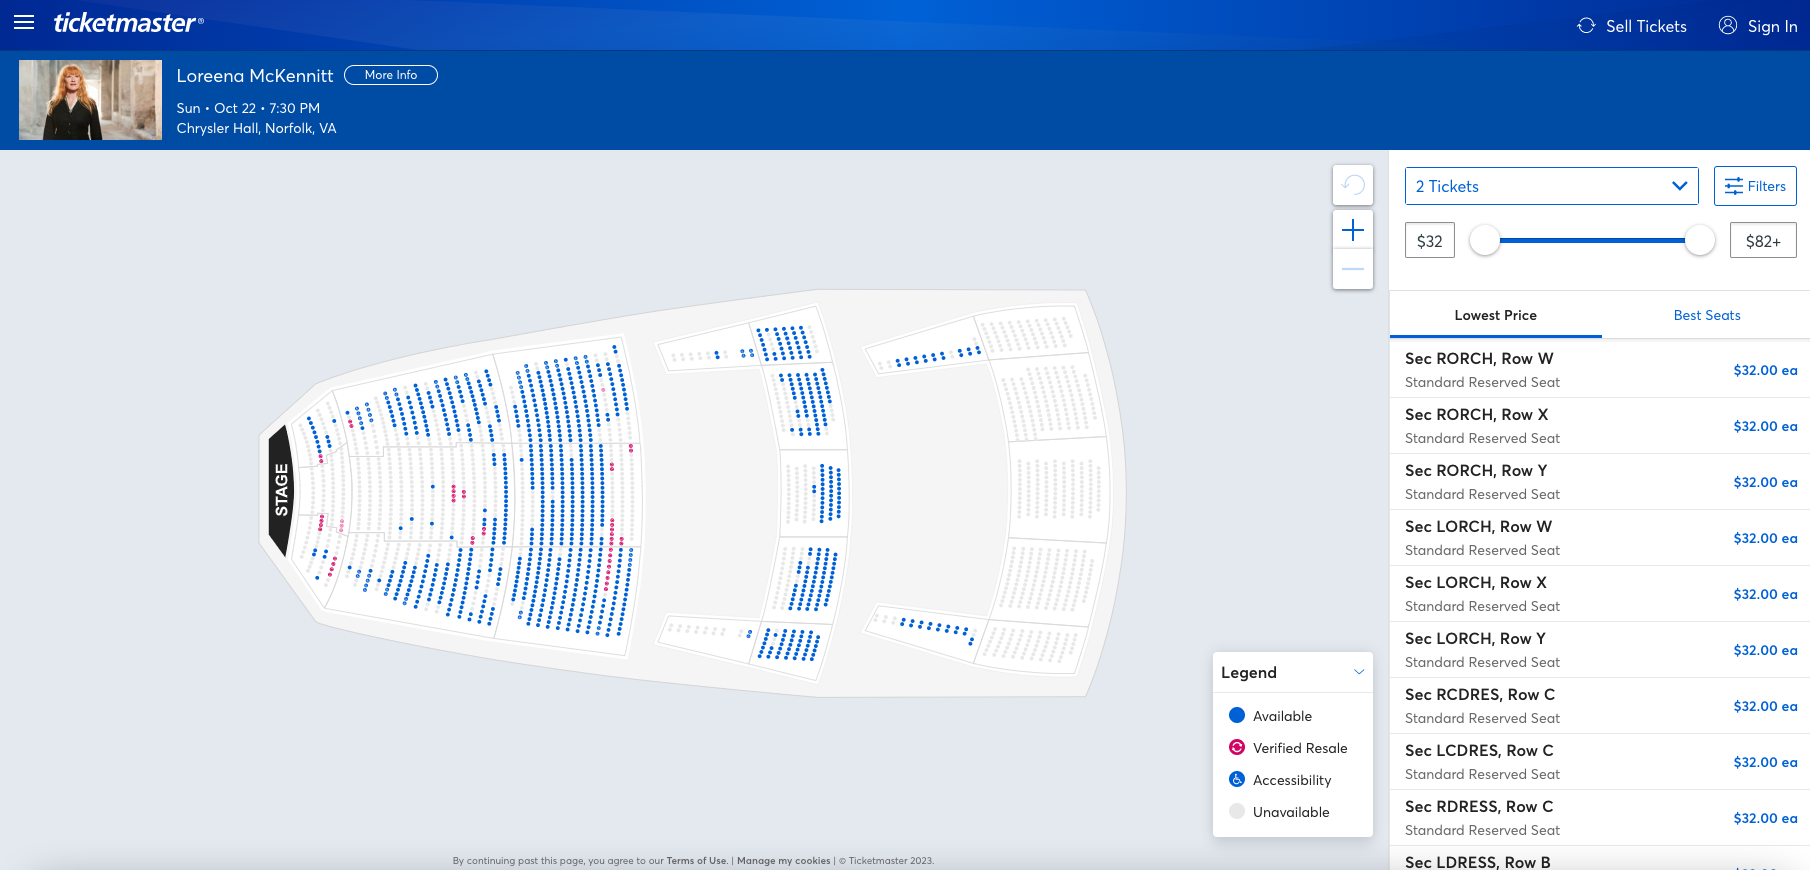 ticketmaster®
Sell Tickets
Sign In
Loreena McKennitt
More Info
Sun • Oct 22 • 7:30 PM
Chrysler Hall, Norfolk, VA
STAGE
2 Tickets
Filters
$32
$82+
Lowest Price
Best Seats
Sec RORCH, Row W
Standard Reserved Seat
$32.00 ea
Sec RORCH, Row X
Standard Reserved Seat
$32.00 ea
Sec RORCH, Row Y
Standard Reserved Seat
$32.00 ea
Sec LORCH, Row W
Standard Reserved Seat
$32.00 ea
Sec LORCH, Row X
Standard Reserved Seat
$32.00 ea
Sec LORCH, Row Y
Standard Reserved Seat
$32.00 ea
Sec RCDRES, Row C
Standard Reserved Seat
$32.00 ea
Sec LCDRES, Row C
Standard Reserved Seat
$32.00 ea
Sec RDRESS, Row C
Standard Reserved Seat
$32.00 ea
Sec LDRESS, Row B
Legend
Available
Verified Resale
Accessibility
Unavailable
By continuing past this page, you agree to our Terms of Use. | Manage my cookies | © Ticketmaster 2023.